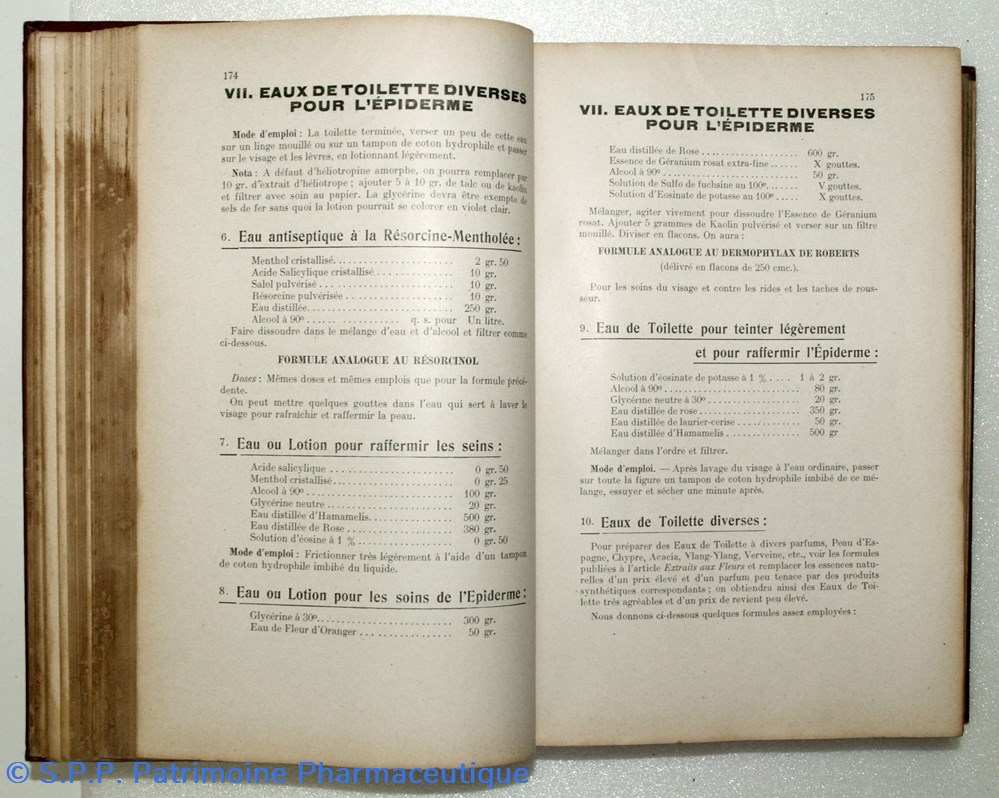 174
VII. EAUX DE TOILETTE DIVERSES
POUR L'ÉPIDERME
Mode d'emploi : La toilette terminée, verser un peu de cette eau
sur un linge mouillé ou sur un tampon de coton hydrophile et passer
sur le visage et les lèvres, en lotionnant légèrement.
Nota : A défaut d'héliotropine amorphe, on pourra remplacer par
10 gr. d'extrait d'héliotrope ; ajouter 5 à 10 gr. de talc ou de kaolin
et filtrer avec soin au papier. La glycérine devra être exempte de
sels de fer sans quoi la lotion pourrait se colorer en violet clair.
6. Eau antiseptique à la Résorcine-Mentholée :
Menthol cristallisé. 2 gr. 50
Acide Salicylique cristallisé 10 gr.
Salol pulvérisé 10 gr.
Résorcine pulvérisée 10 gr.
Eau distillée. 250 gr.
Alcool à 90° q. s. pour Un litre.
Faire dissoudre dans le mélange d'eau et d'alcool et filtrer comme
ci-dessous.
FORMULE ANALOGUE AU RÉSORCINOL
Doses : Mêmes doses et mêmes emplois que pour la formule précé-
dente.
On peut mettre quelques gouttes dans l'eau qui sert à laver le
visage pour rafraichir et raffermir la peau.
7. Eau ou Lotion pour raffermir les seins :
Acide salicylique 0 gr. 50
Menthol cristallisé 0 gr. 25
Alcool à 90° 100 gr.
Glycérine neutre 20 gr.
Eau distillée d'Hamamelis. 500 gr.
Eau distillée de Rose 380 gr.
Solution d'éosine à 1 % 0 gr. 50
Mode d'emploi : Frictionner très légèrement à l'aide d'un tampon
de coton hydrophile imbibé du liquide.
8. Eau ou Lotion pour les soins de l'Epiderme :
Glycérine à 30° 300 gr.
Eau de Fleur d'Oranger 50 gr.
175
VII. EAUX DE TOILETTE DIVERSES
POUR L'ÉPIDERME
Eau distillée de Rose 600 gr.
Essence de Géranium rosat extra-fine X gouttes.
Alcool à 90° 50 gr.
Solution de Sulfo de fuchsine au 100e V gouttes.
Solution d'Eosinate de potasse au 100e X gouttes.
Mélanger, agiter vivement pour dissoudre l'Essence de Géranium
rosat. Ajouter 5 grammes de Kaolin pulvérisé et verser sur un filtre
mouillé. Diviser en flacons. On aura :
FORMULE ANALOGUE AU DERMOPHYLAX DE ROBERTS
(délivré en flacons de 250 cmc.).
Pour les soins du visage et contre les rides et les taches de rous-
seur.
9. Eau de Toilette pour teinter légèrement
et pour raffermir l'Épiderme :
Solution d'éosinate de potasse à 1 % 1 à 2 gr.
Alcool à 90° 80 gr.
Glycérine neutre à 30° 20 gr.
Eau distillée de rose 350 gr.
Eau distillée de laurier-cerise 50 gr.
Eau distillée d'Hamamelis 500 gr
Mélanger dans l'ordre et filtrer.
Mode d'emploi. — Après lavage du visage à l'eau ordinaire, passer
sur toute la figure un tampon de coton hydrophile imbibé de ce mé-
lange, essuyer et sécher une minute après.
10. Eaux de Toilette diverses :
Pour préparer des Eaux de Toilette à divers parfums, Peau d'Es-
pagne, Chypre, Acacia, Ylang-Ylang, Verveine, etc., voir les formules
publiées à l'article Extraits aux Fleurs et remplacer les essences natu-
relles d'un prix élevé et d'un parfum peu tenace par des produits
synthétiques correspondants ; on obtiendra ainsi des Eaux de Toi-
lette très agréables et d'un prix de revient peu élevé.
Nous donnons ci-dessous quelques formules assez employées :
© S.P.P. Patrimoine Pharmaceutique